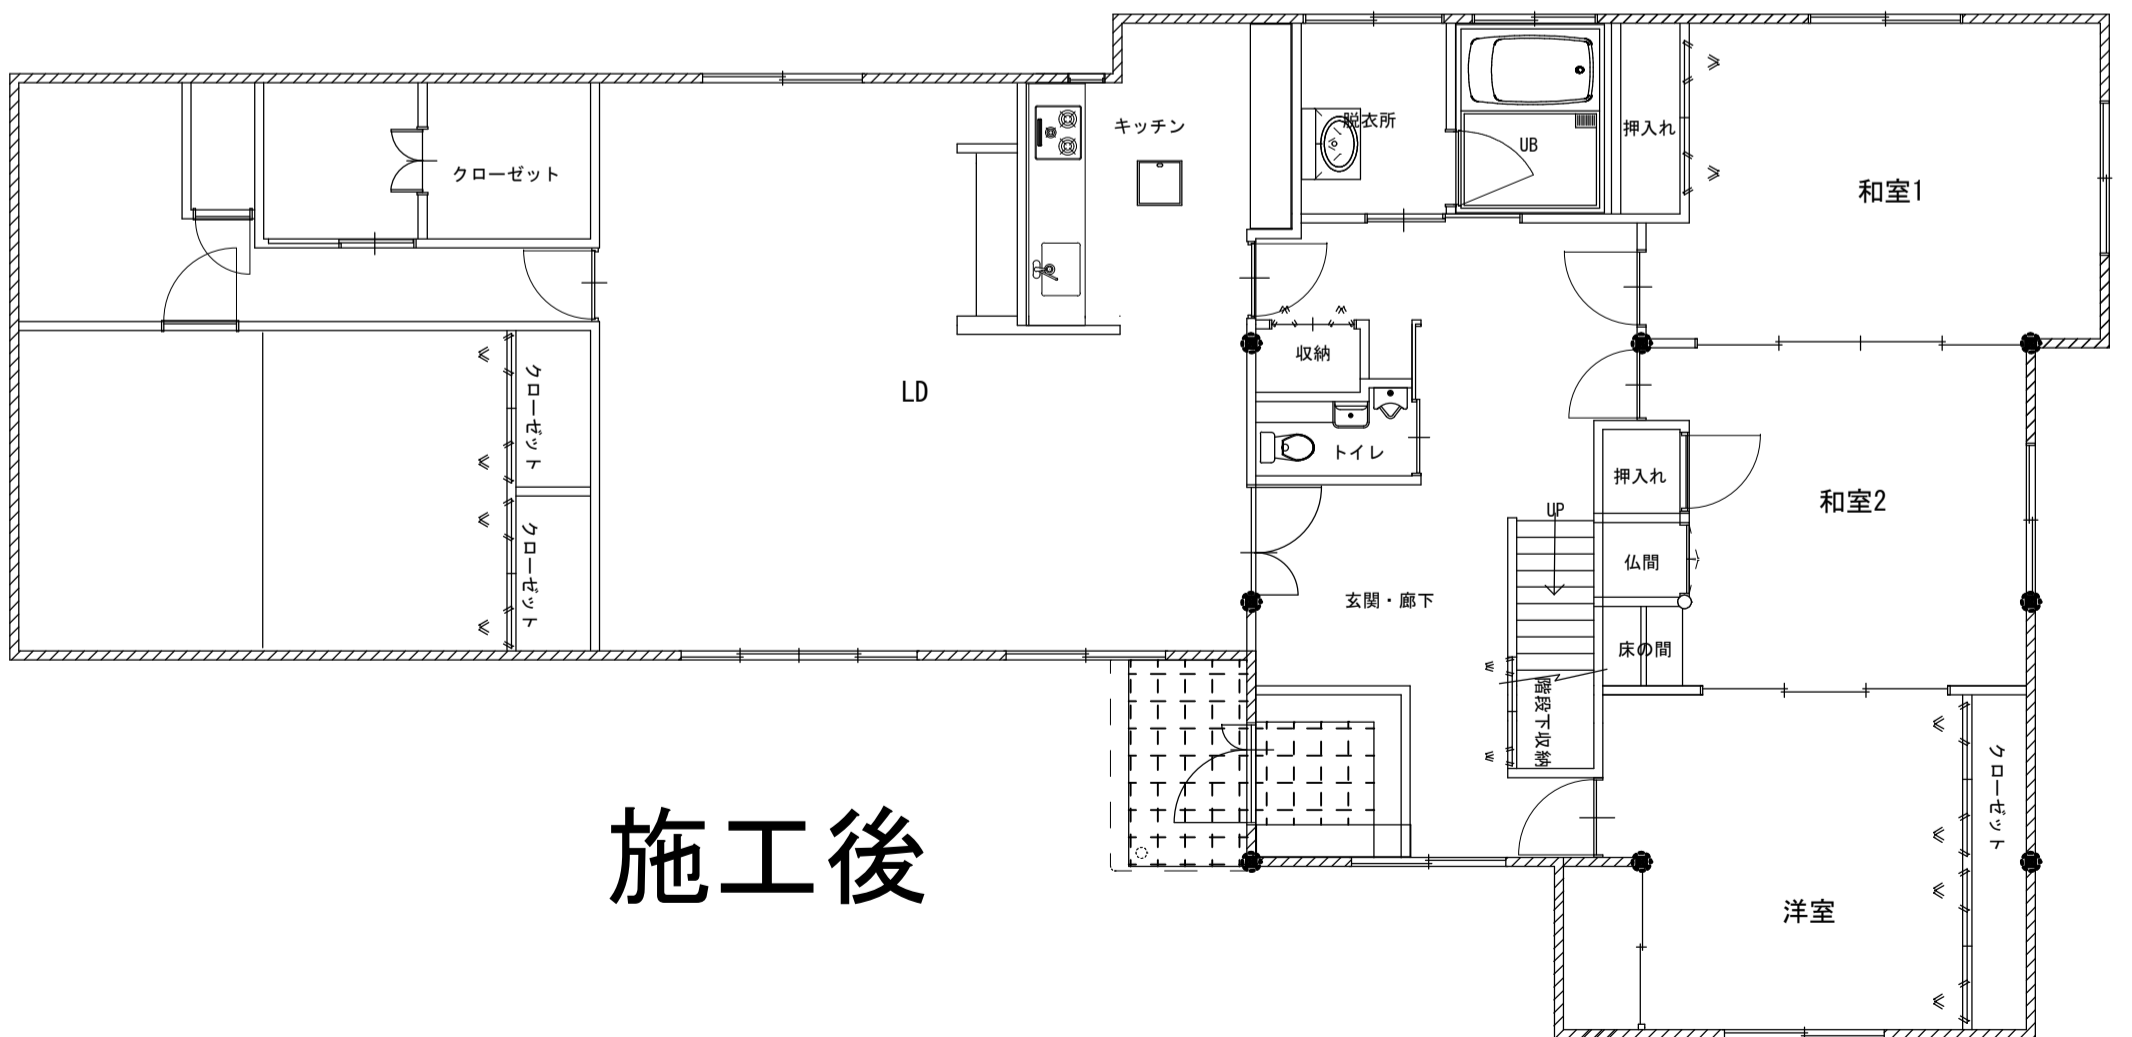 キッチン
脱衣所
UB
押入れ
クローゼット
和室1
収納
クローゼット
LD
トイレ
押入れ
和室2
UP
クローゼット
仏間
玄関・廊下
床の間
階段下収納
クローゼット
施工後
洋室